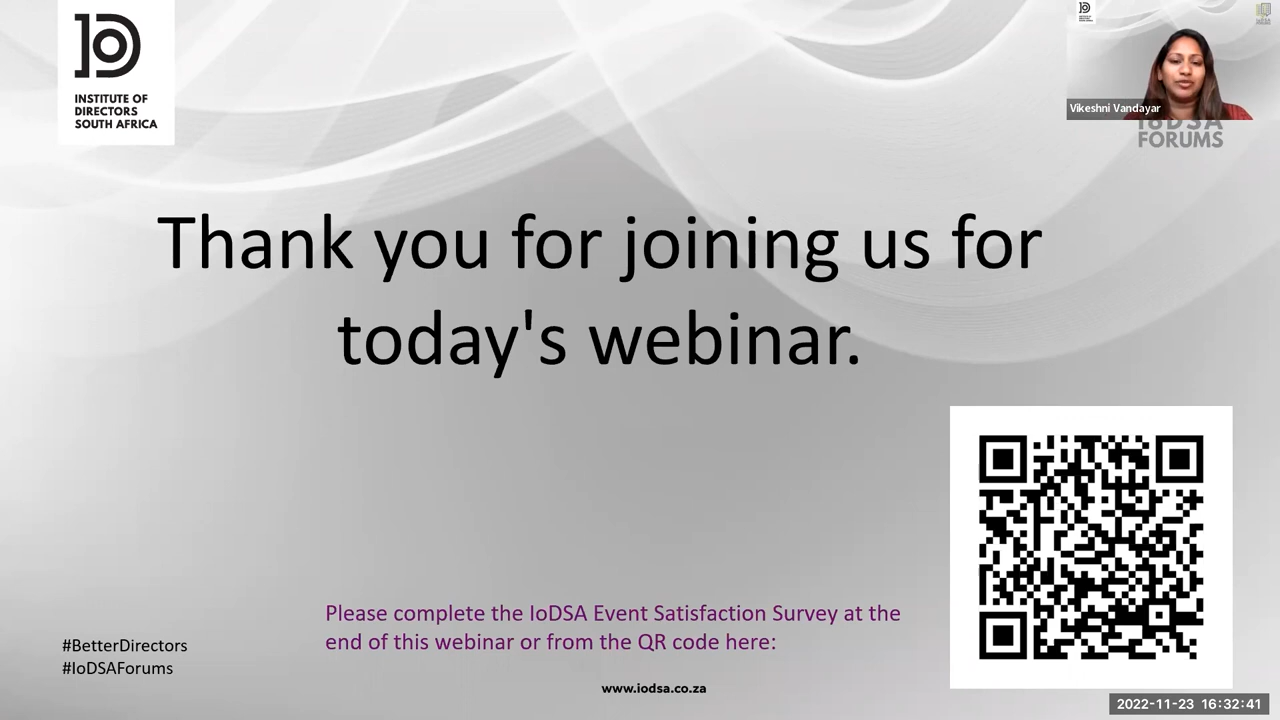 INSTITUTE OF
DIRECTORS
SOUTH AFRICA
Vikeshni Vandayar
IoDSA
FORUMS
Thank you for joining us for
today's webinar.
Please complete the IoDSA Event Satisfaction Survey at the
end of this webinar or from the QR code here:
#BetterDirectors
#IoDSAForums
www.iodsa.co.za
2022-11-23 16:32:41